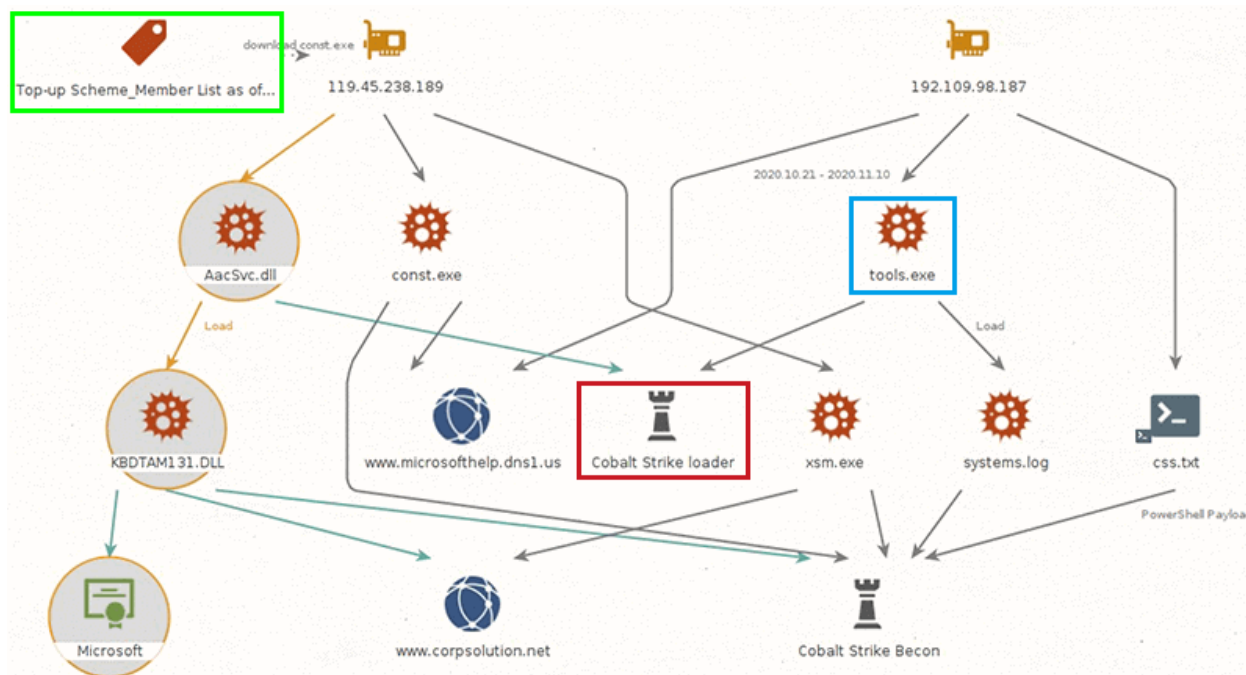 download const.exe
Top-up Scheme_Member List as of...
119.45.238.189
192.109.98.187
2020.10.21 - 2020.11.10
AacSvc.dll
const.exe
tools.exe
Load
Load
KBDTAM131.DLL
www.microsofthelp.dns1.us
Cobalt Strike loader
xsm.exe
systems.log
css.txt
PowerShell Payloa
Microsoft
www.corpsolution.net
Cobalt Strike Becon